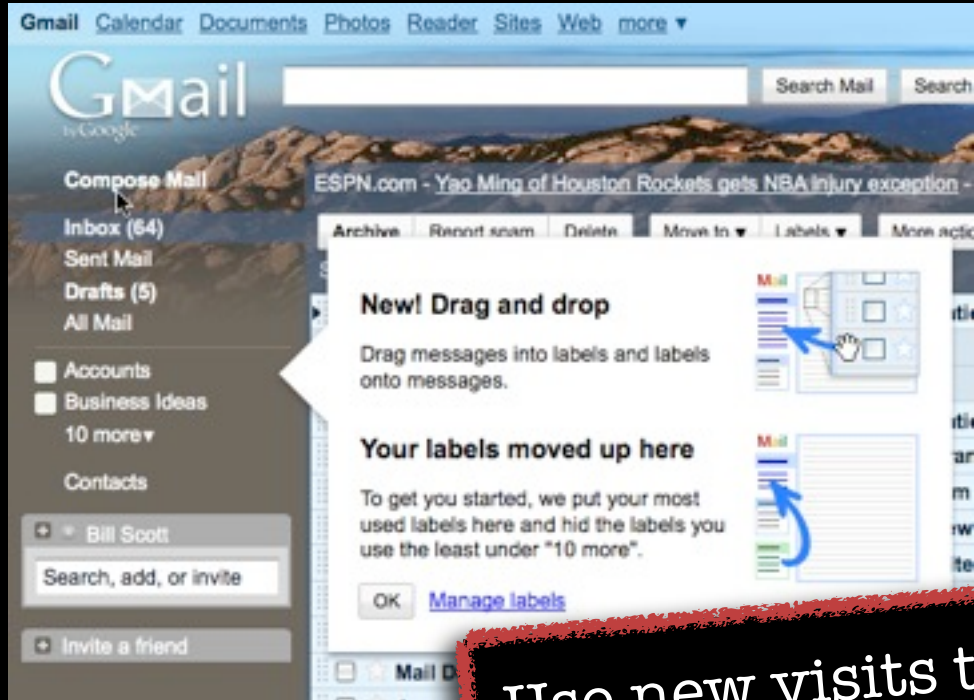 Gmail Calendar Documents Photos Reader Sites Web more ▼
Gmail
by Google
Search Mail Search
Compose Mail
ESPN.com - Yao Ming of Houston Rockets gets NBA Injury exception -
Inbox (64)
Archive Report spam Delete Move to ▼ Labels ▼ More actio
Sent Mail
Drafts (5)
All Mail
Accounts
Business Ideas
10 more▼
Contacts
Bill Scott
Search, add, or invite
Invite a friend
New! Drag and drop
Drag messages into labels and labels
onto messages.
Mail
Your labels moved up here
To get you started, we put your most
used labels here and hid the labels you
use the least under "10 more".
Mail
OK Manage labels
Mail D
Use new visits t